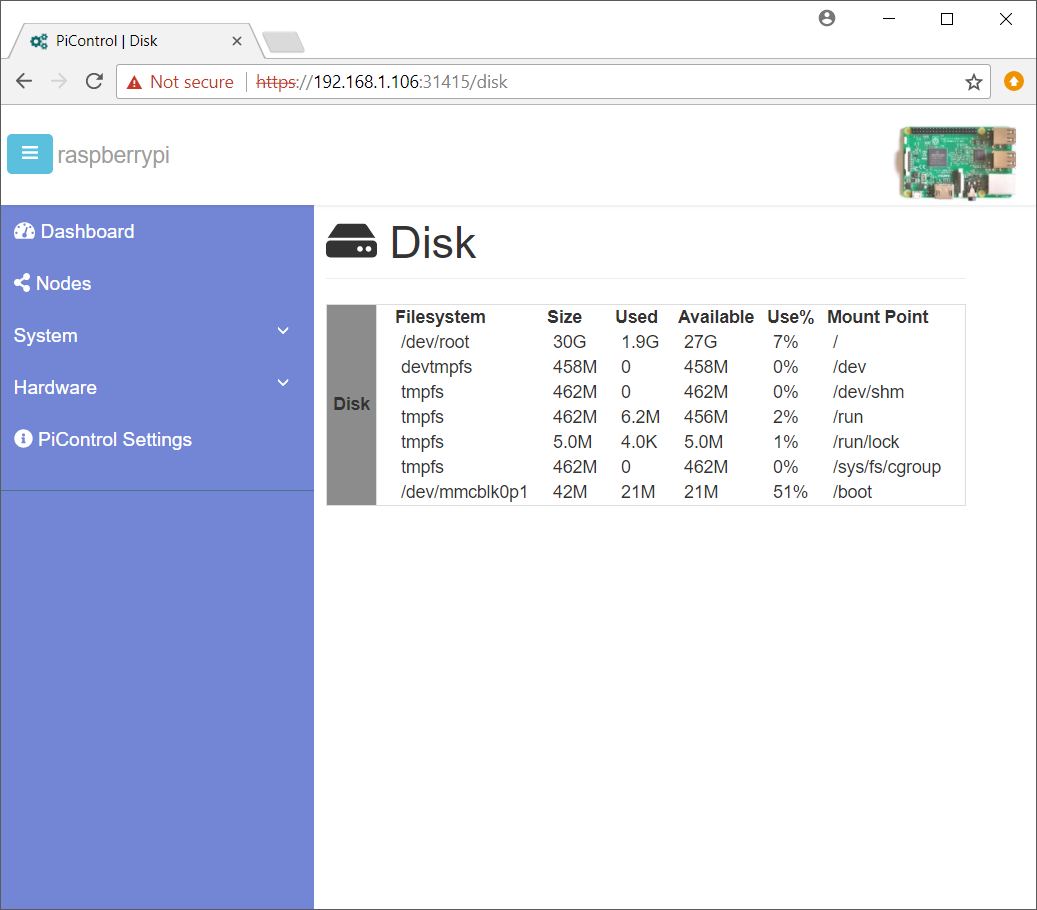 PiControl | Disk
Not secure https://192.168.1.106:31415/disk
raspberrypi
Dashboard
Nodes
System
Hardware
PiControl Settings
Disk
Disk
Filesystem Size Used Available Use% Mount Point
/dev/root 30G 1.9G 27G 7% /
devtmpfs 458M 0 458M 0% /dev
tmpfs 462M 0 462M 0% /dev/shm
tmpfs 462M 6.2M 456M 2% /run
tmpfs 5.0M 4.0K 5.0M 1% /run/lock
tmpfs 462M 0 462M 0% /sys/fs/cgroup
/dev/mmcblk0p1 42M 21M 21M 51% /boot